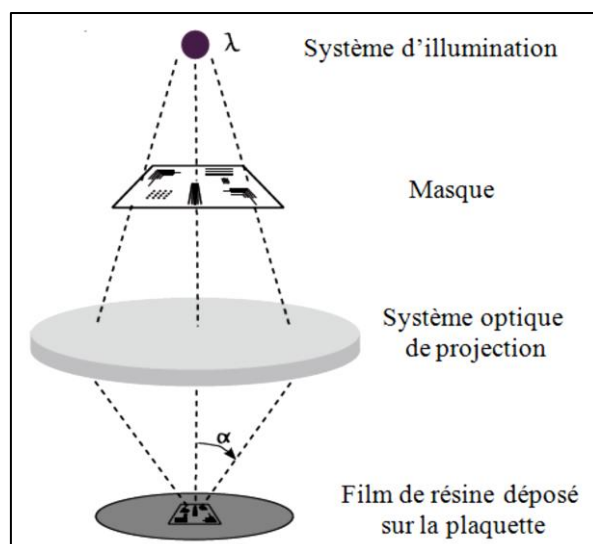 λ
Système d’illumination
Masque
Système optique
de projection
α
Film de résine déposé
sur la plaquette